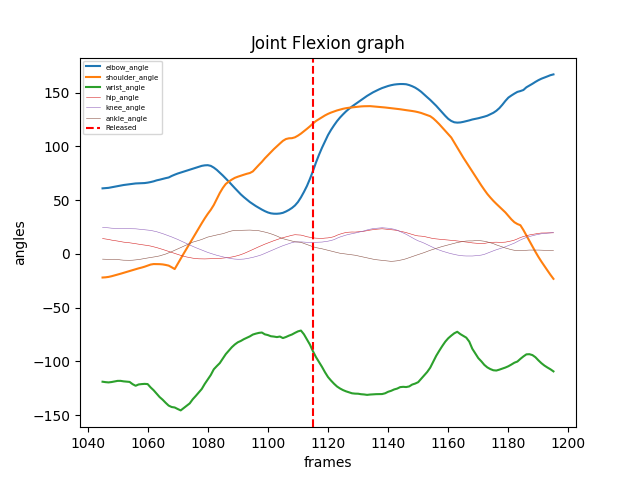 Joint Flexion graph
elbow_angle
shoulder_angle
wrist_angle
hip_angle
knee_angle
ankle_angle
Released
angles
150
100
50
0
−50
−100
−150
1040 1060 1080 1100 1120 1140 1160 1180 1200
frames